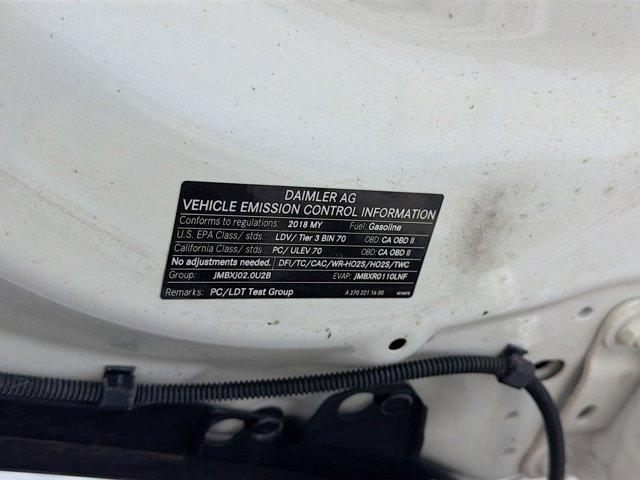 DAIMLER AG
VEHICLE EMISSION CONTROL INFORMATION
Conforms to regulations: 2018 MY Fuel: Gasoline
U.S. EPA Class/ stds.: LDV/ Tier 3 BIN 70 OBD: CA OBD II
California Class/ stds.: PC/ ULEV 70 OBD: CA OBD II
No adjustments needed. DFI/TC/CAC/WR-HO2S/HO2S/TWC
Group: JMBXJ02.0U2B EVAP: JMBXR0110LNF
Remarks: PC/LDT Test Group A 270 221 16 00